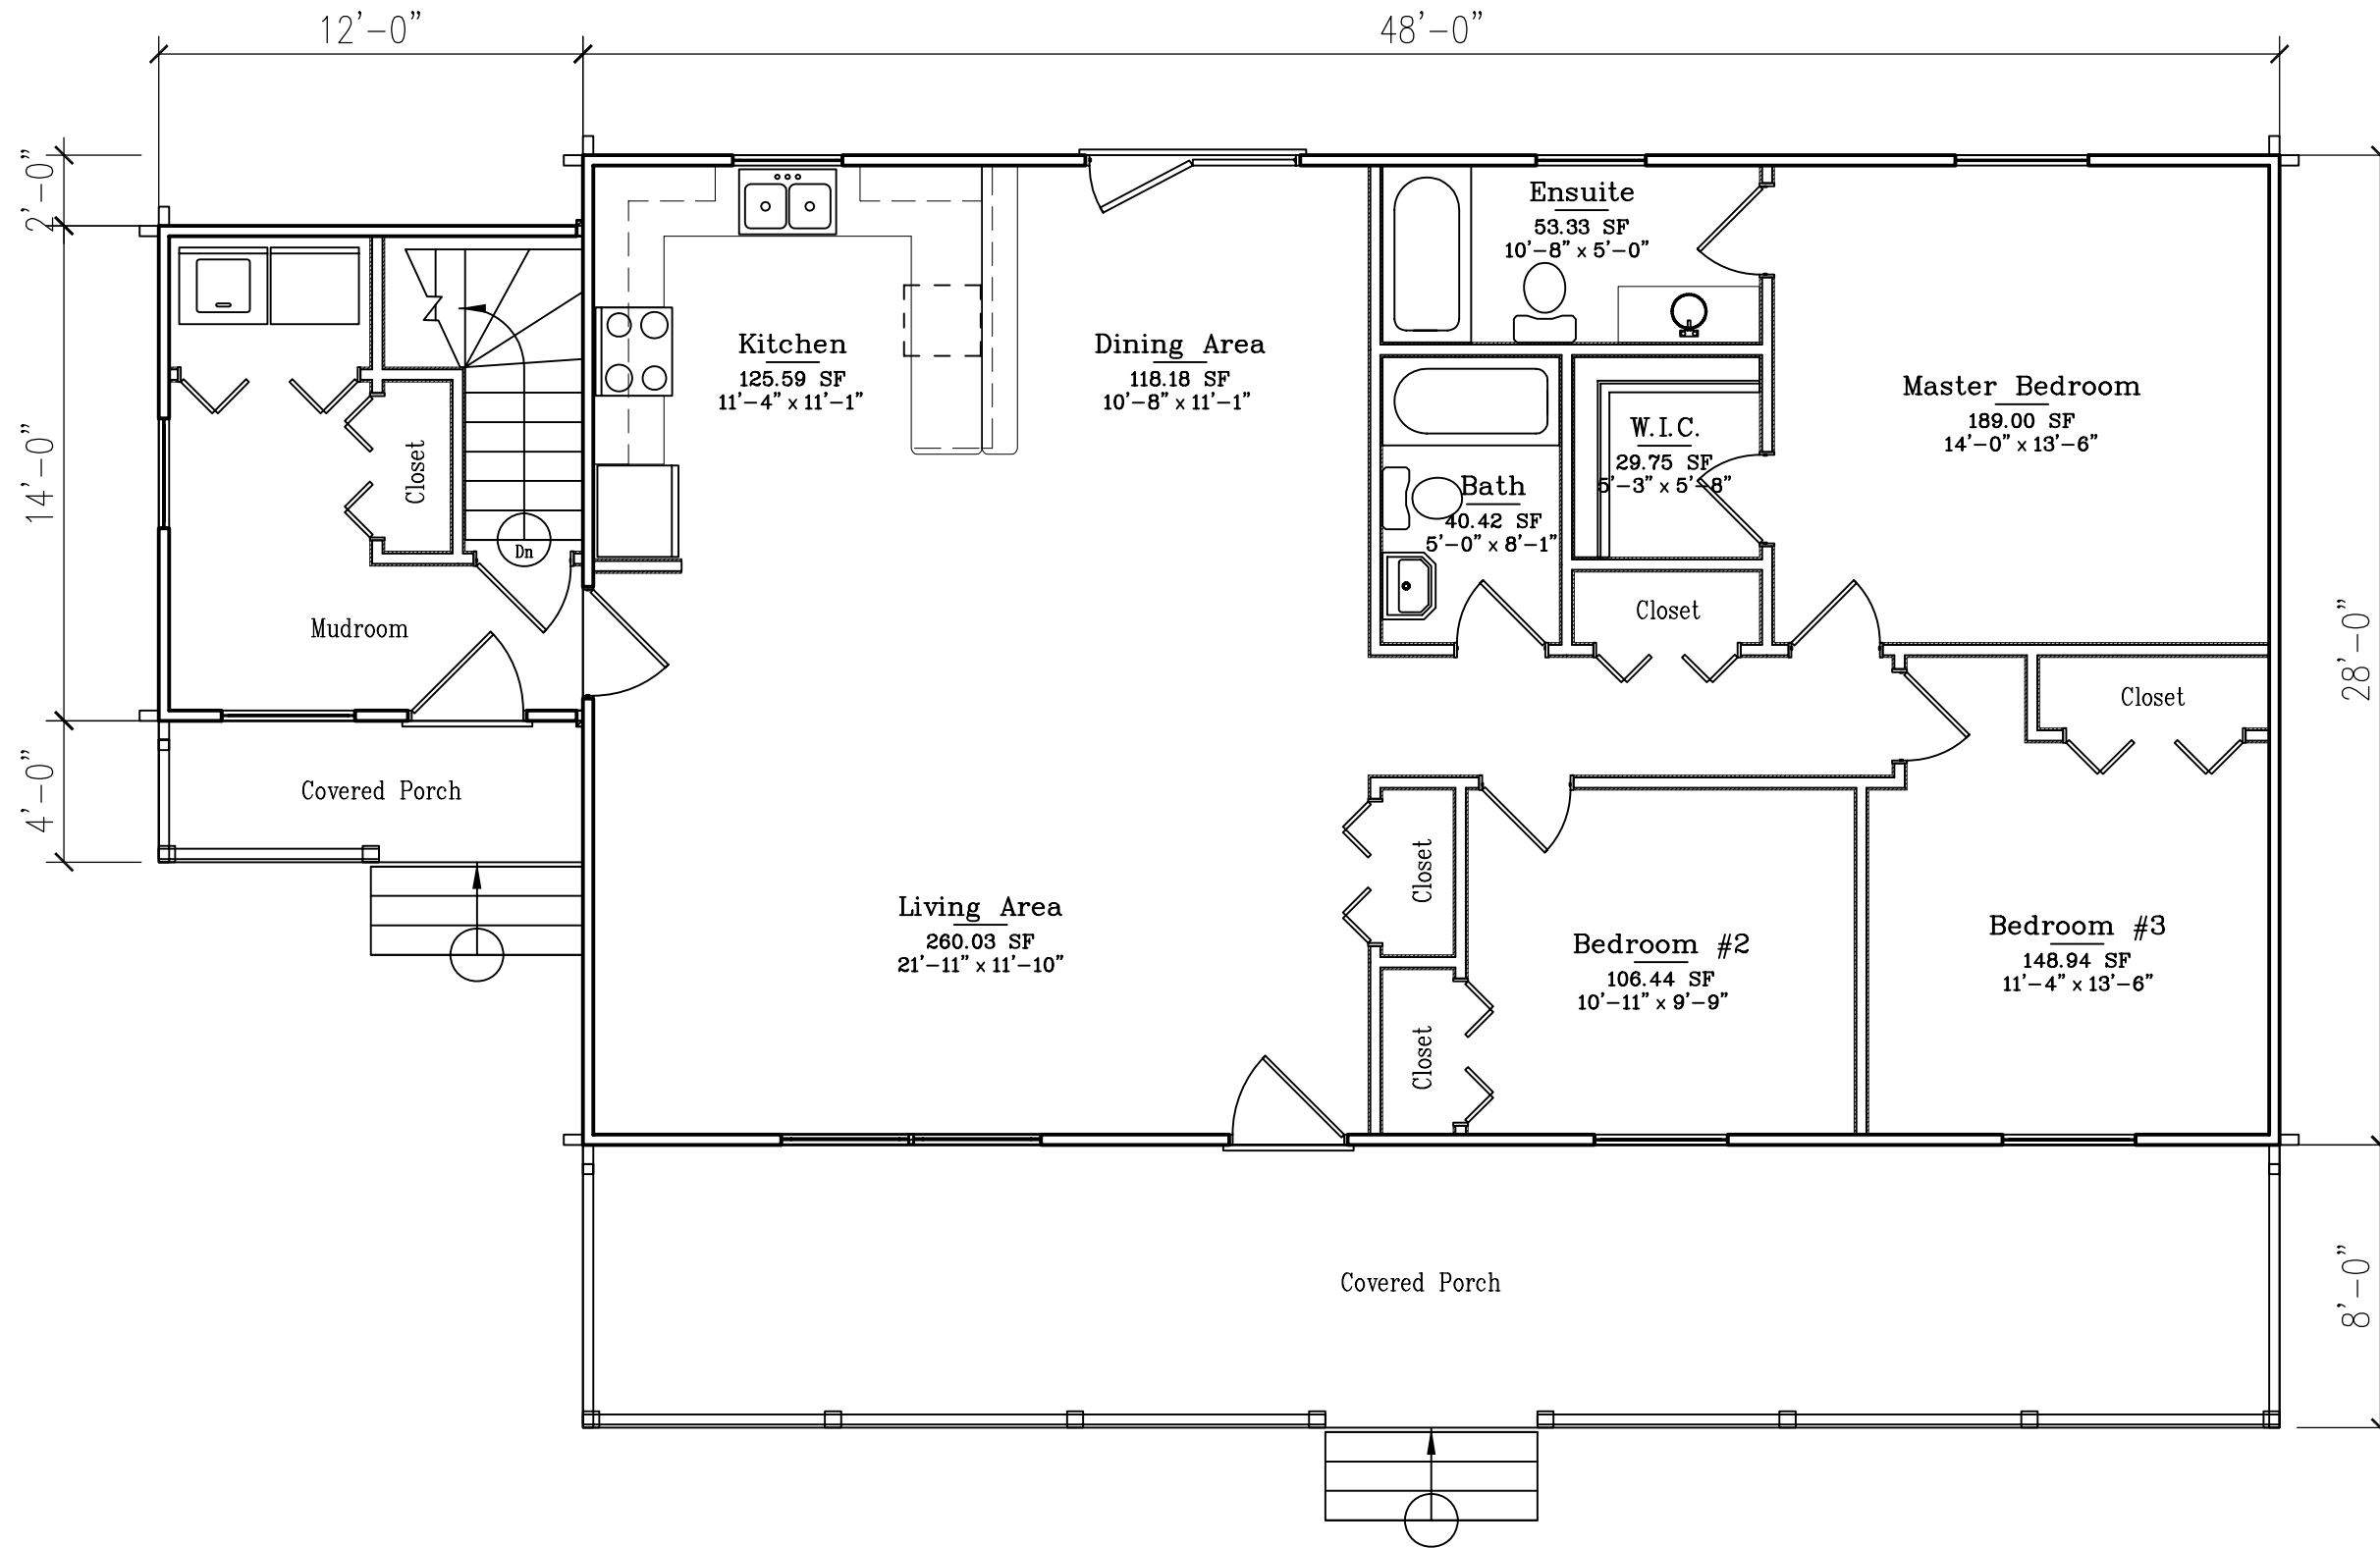 12'-0"
48'-0"
2'-0"
14'-0"
4'-0"
28'-0"
8'-0"
Ensuite
53.33 SF
10'-8" x 5'-0"
Kitchen
125.59 SF
11'-4" x 11'-1"
Dining Area
118.18 SF
10'-8" x 11'-1"
Master Bedroom
189.00 SF
14'-0" x 13'-6"
W.I.C.
29.75 SF
5'-3" x 5'-8"
Closet
Bath
40.42 SF
5'-0" x 8'-1"
Dn
Closet
Mudroom
Closet
Covered Porch
Closet
Living Area
260.03 SF
21'-11" x 11'-10"
Bedroom #2
106.44 SF
10'-11" x 9'-9"
Bedroom #3
148.94 SF
11'-4" x 13'-6"
Closet
Covered Porch